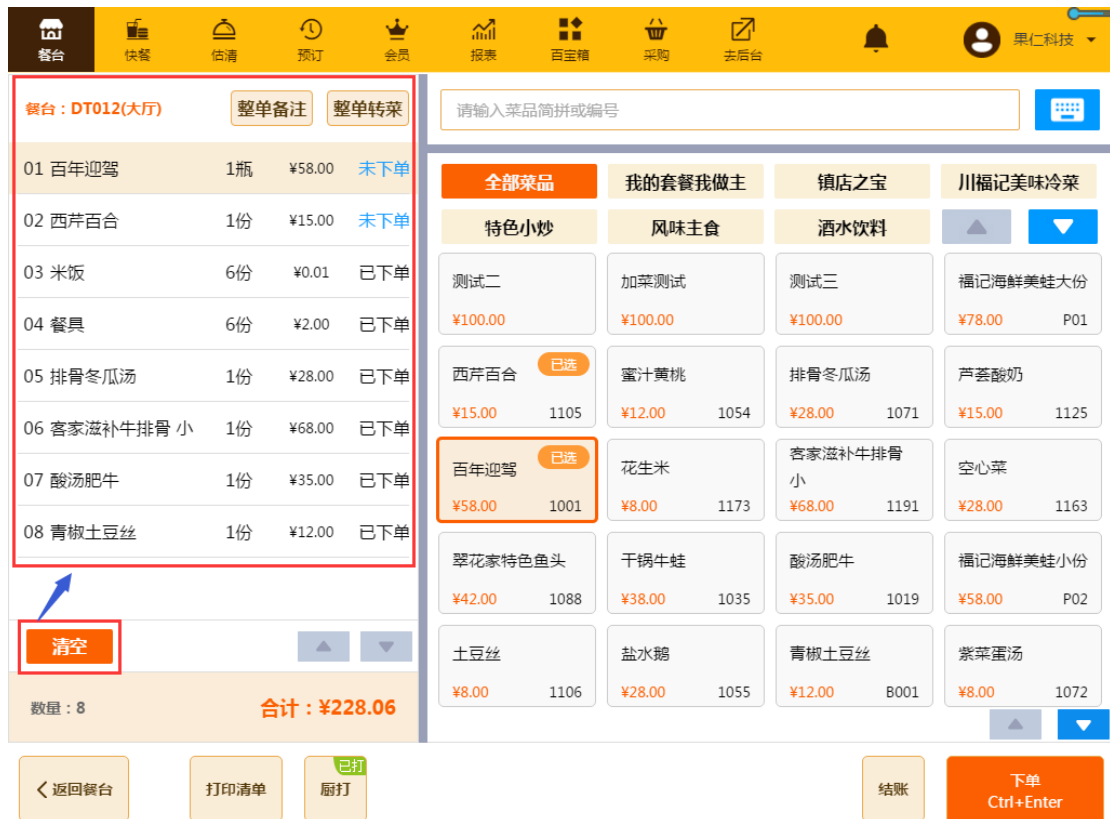 餐台 快餐 估清 预订 会员 报表 百宝箱 采购 去后台 果仁科技
餐台：DT012(大厅) 整单备注 整单转菜
01 百年迎驾 1瓶 ¥58.00 未下单
02 西芹百合 1份 ¥15.00 未下单
03 米饭 6份 ¥0.01 已下单
04 餐具 6份 ¥2.00 已下单
05 排骨冬瓜汤 1份 ¥28.00 已下单
06 客家滋补牛排骨 小 1份 ¥68.00 已下单
07 酸汤肥牛 1份 ¥35.00 已下单
08 青椒土豆丝 1份 ¥12.00 已下单
清空
数量：8 合计：¥228.06
请输入菜品简拼或编号
全部菜品 我的套餐我做主 镇店之宝 川福记美味冷菜
特色小炒 风味主食 酒水饮料
测试二 加菜测试 测试三 福记海鲜美蛙大份
¥100.00 ¥100.00 ¥100.00 ¥78.00 P01
西芹百合 已选 蜜汁黄桃 排骨冬瓜汤 芦荟酸奶
¥15.00 1105 ¥12.00 1054 ¥28.00 1071 ¥15.00 1125
百年迎驾 已选 花生米 客家滋补牛排骨 空心菜
小
¥58.00 1001 ¥8.00 1173 ¥68.00 1191 ¥28.00 1163
翠花家特色鱼头 干锅牛蛙 酸汤肥牛 福记海鲜美蛙小份
¥42.00 1088 ¥38.00 1035 ¥35.00 1019 ¥58.00 P02
土豆丝 盐水鹅 青椒土豆丝 紫菜蛋汤
¥8.00 1106 ¥28.00 1055 ¥12.00 B001 ¥8.00 1072
返回餐台 打印清单 厨打 已打 结账 下单
Ctrl+Enter